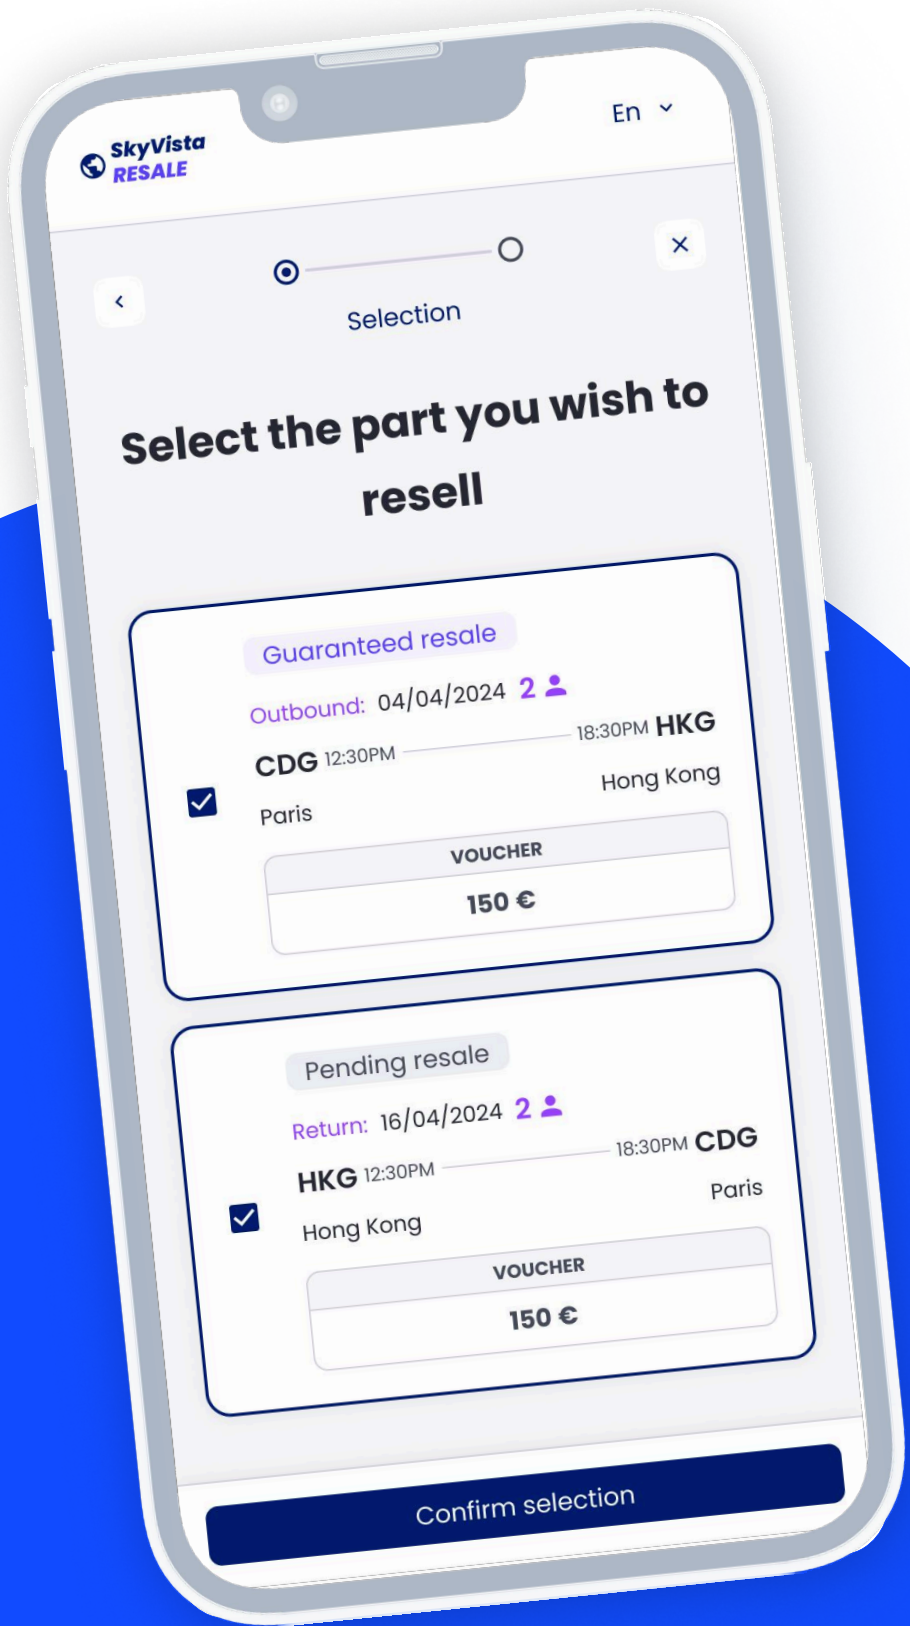 SkyVista
RESALE
En
Selection
Select the part you wish to
resell
Guaranteed resale
Outbound: 04/04/2024 2
CDG 12:30PM 18:30PM HKG
Paris Hong Kong
VOUCHER
150 €
Pending resale
Return: 16/04/2024 2
HKG 12:30PM 18:30PM CDG
Hong Kong Paris
VOUCHER
150 €
Confirm selection